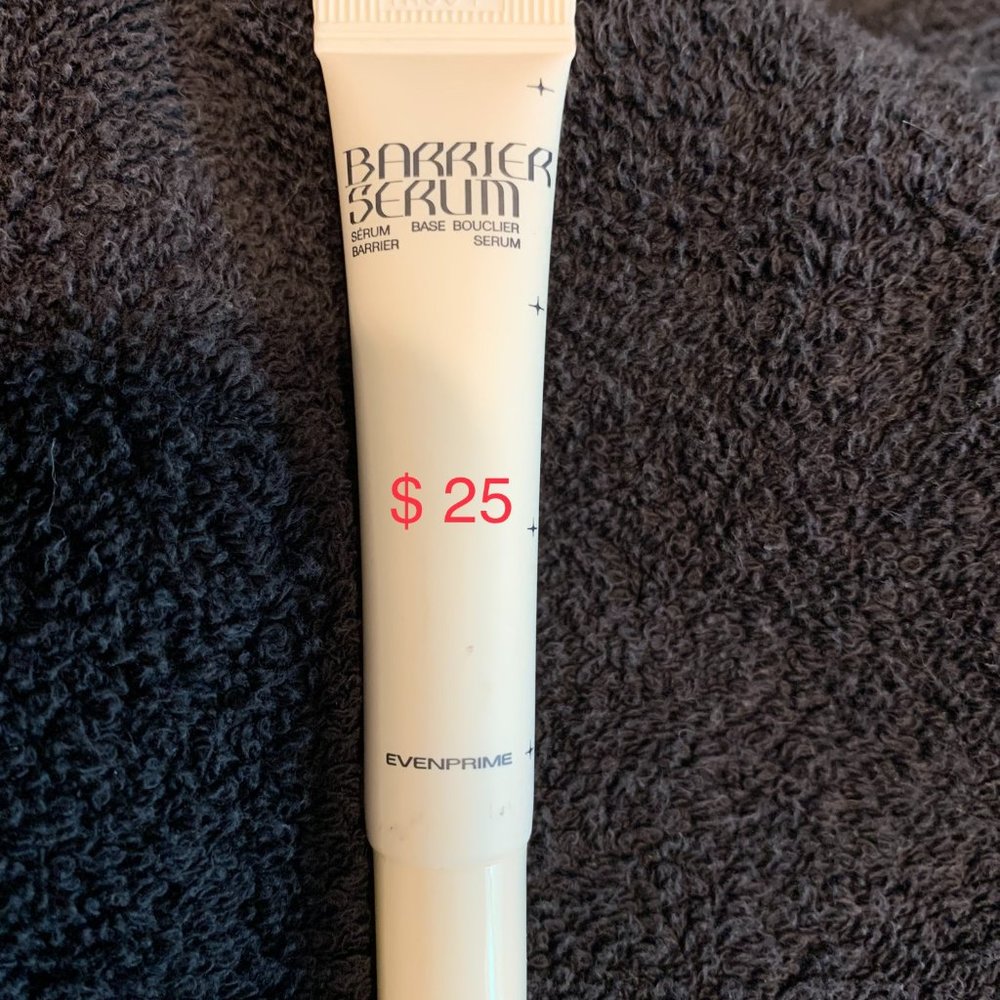 BARRIER
SERUM
SÉRUM BASE BOUCLIER
BARRIER SERUM
$ 25
EVENPRIME